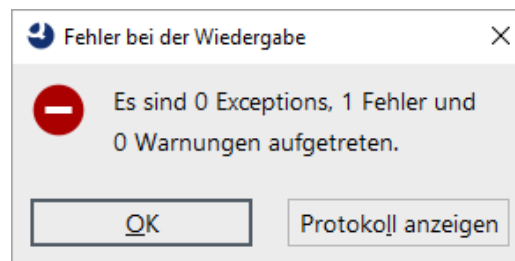 Fehler bei der Wiedergabe
Es sind 0 Exceptions, 1 Fehler und
0 Warnungen aufgetreten.
OK
Protokoll anzeigen